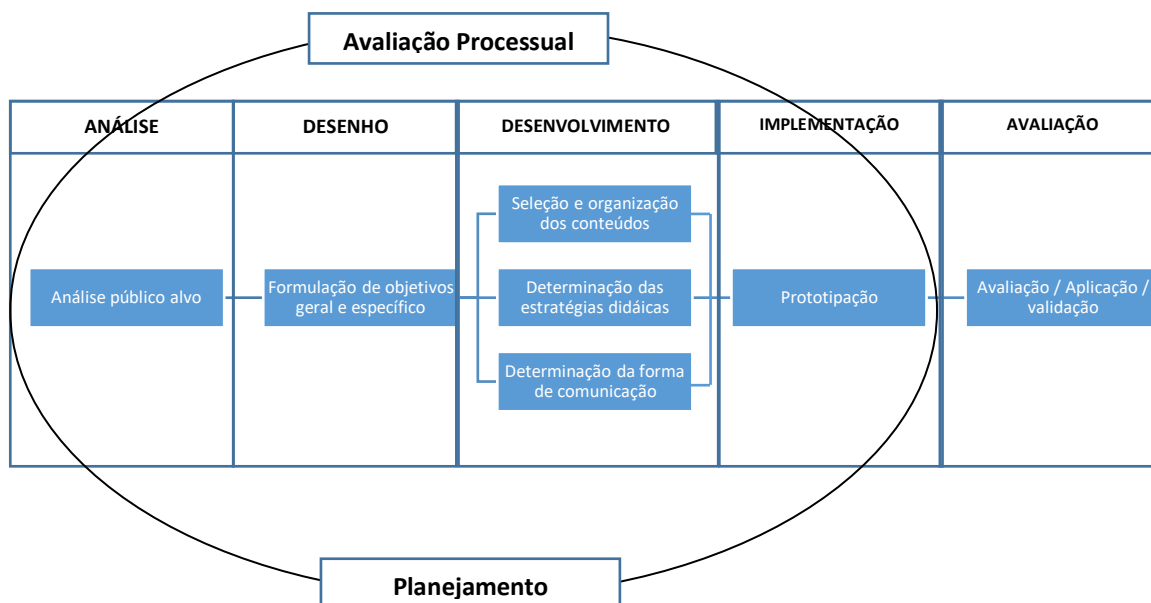 Avaliação Processual
ANÁLISE
DESENHO
DESENVOLVIMENTO
IMPLEMENTAÇÃO
AVALIAÇÃO
Análise público alvo
Formulação de objetivos
geral e específico
Seleção e organização
dos conteúdos
Determinação das
estratégias didáicas
Determinação da forma
de comunicação
Prototipação
Avaliação / Aplicação /
validação
Planejamento